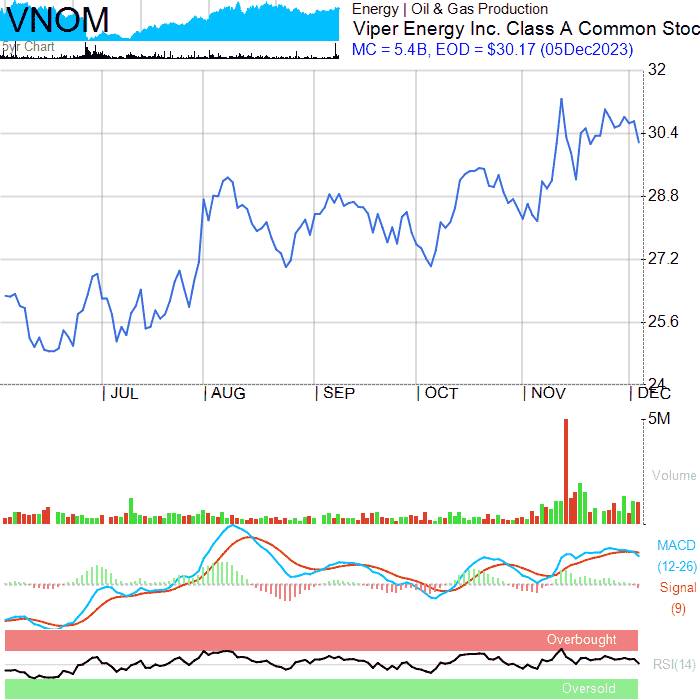 VNOM
5yr Chart
Energy | Oil & Gas Production
Viper Energy Inc. Class A Common Stoc
MC = 5.4B, EOD = $30.17 (05Dec2023)
32
30.4
28.8
27.2
25.6
24
| JUL | AUG | SEP | OCT | NOV | DEC
5M
Volume
MACD
(12-26)
Signal
(9)
Overbought
RSI(14)
Oversold